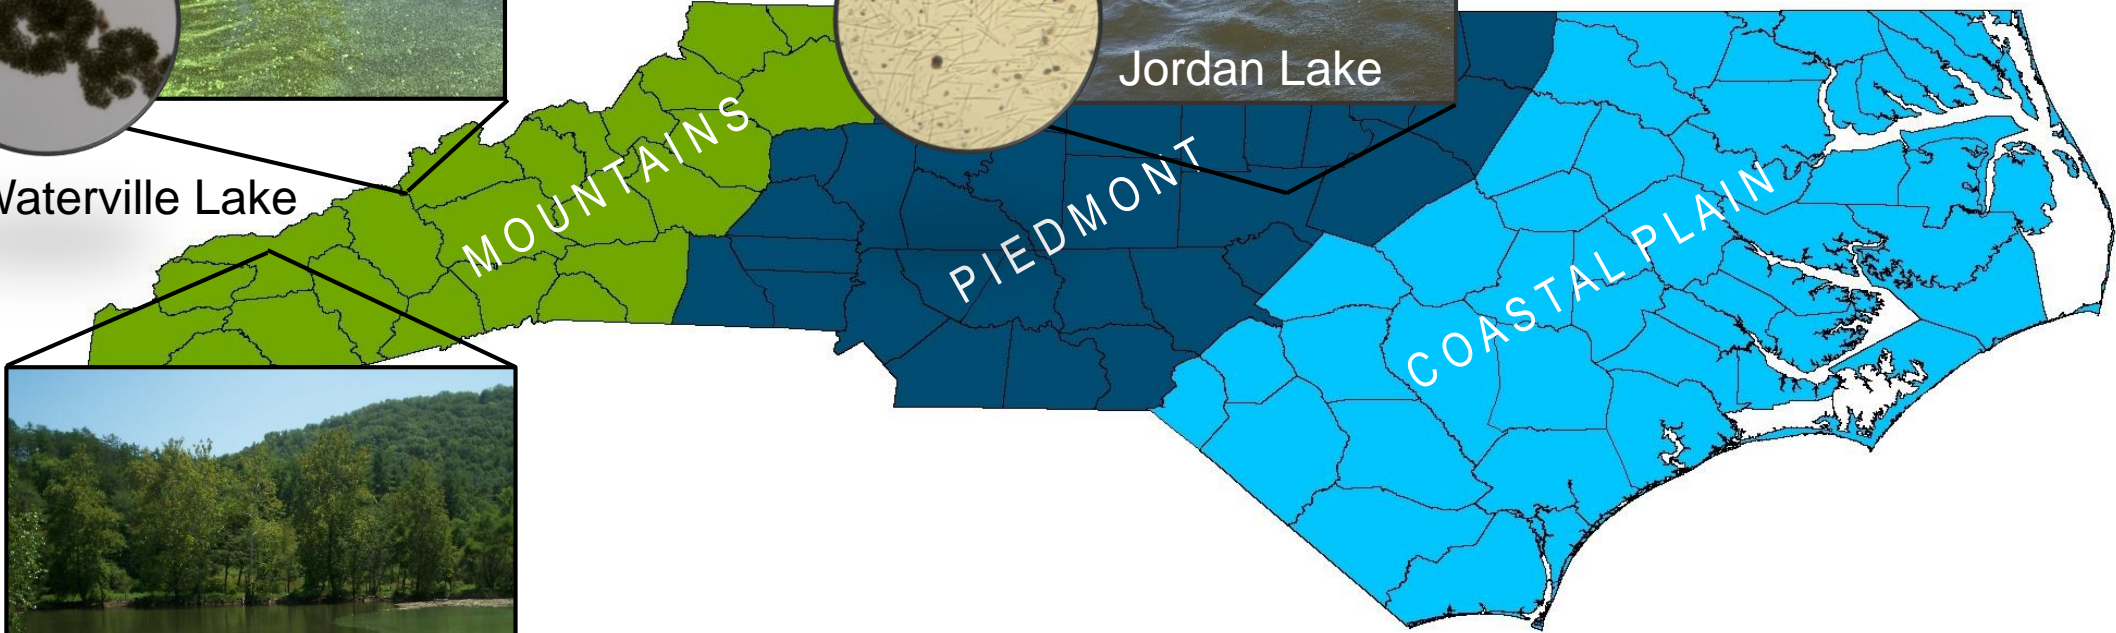 Jordan Lake
Waterville Lake
MOUNTAINS
PIEDMONT
COASTAL PLAIN